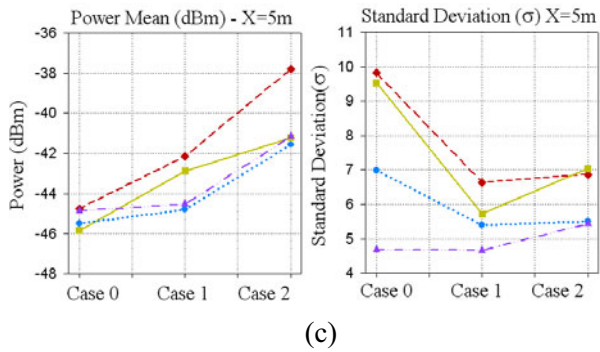 Power Mean (dBm) - X=5m
Power (dBm)
-36
-38
-40
-42
-44
-46
-48
Case 0 Case 1 Case 2
Standard Deviation (σ) X=5m
Standard Deviation(σ)
11
10
9
8
7
6
5
4
Case 0 Case 1 Case 2
(c)